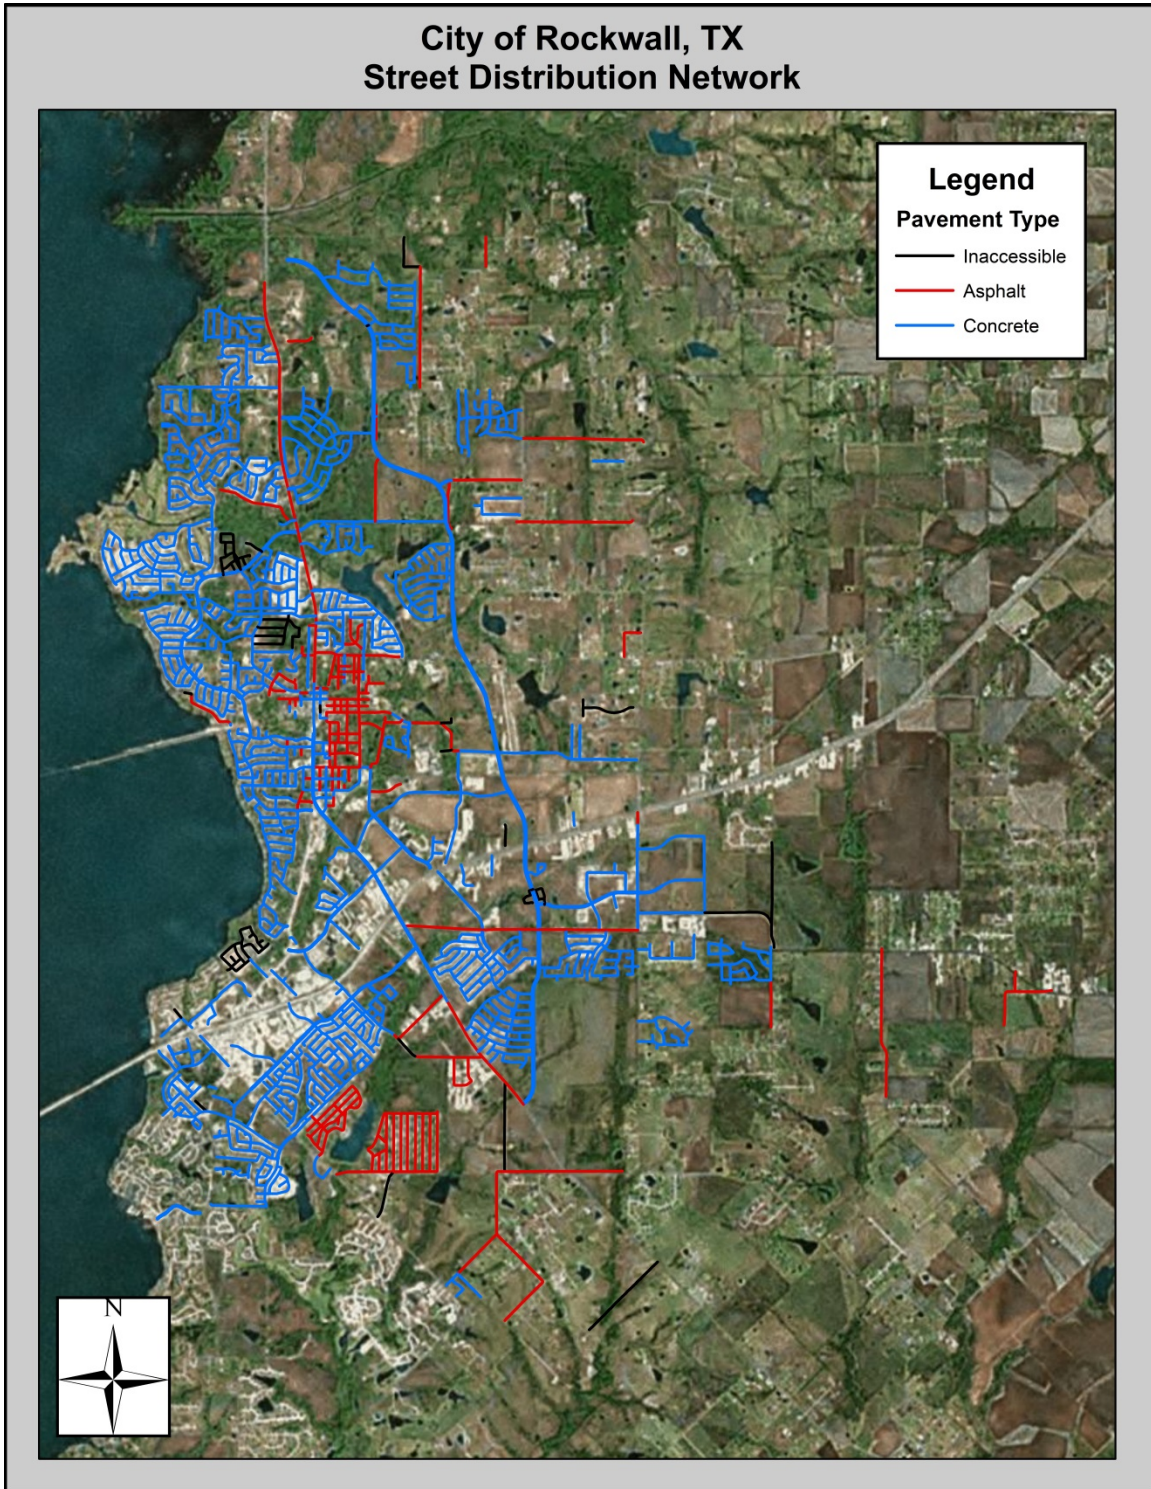 City of Rockwall, TX
Street Distribution Network
Legend
Pavement Type
Inaccessible
Asphalt
Concrete
N